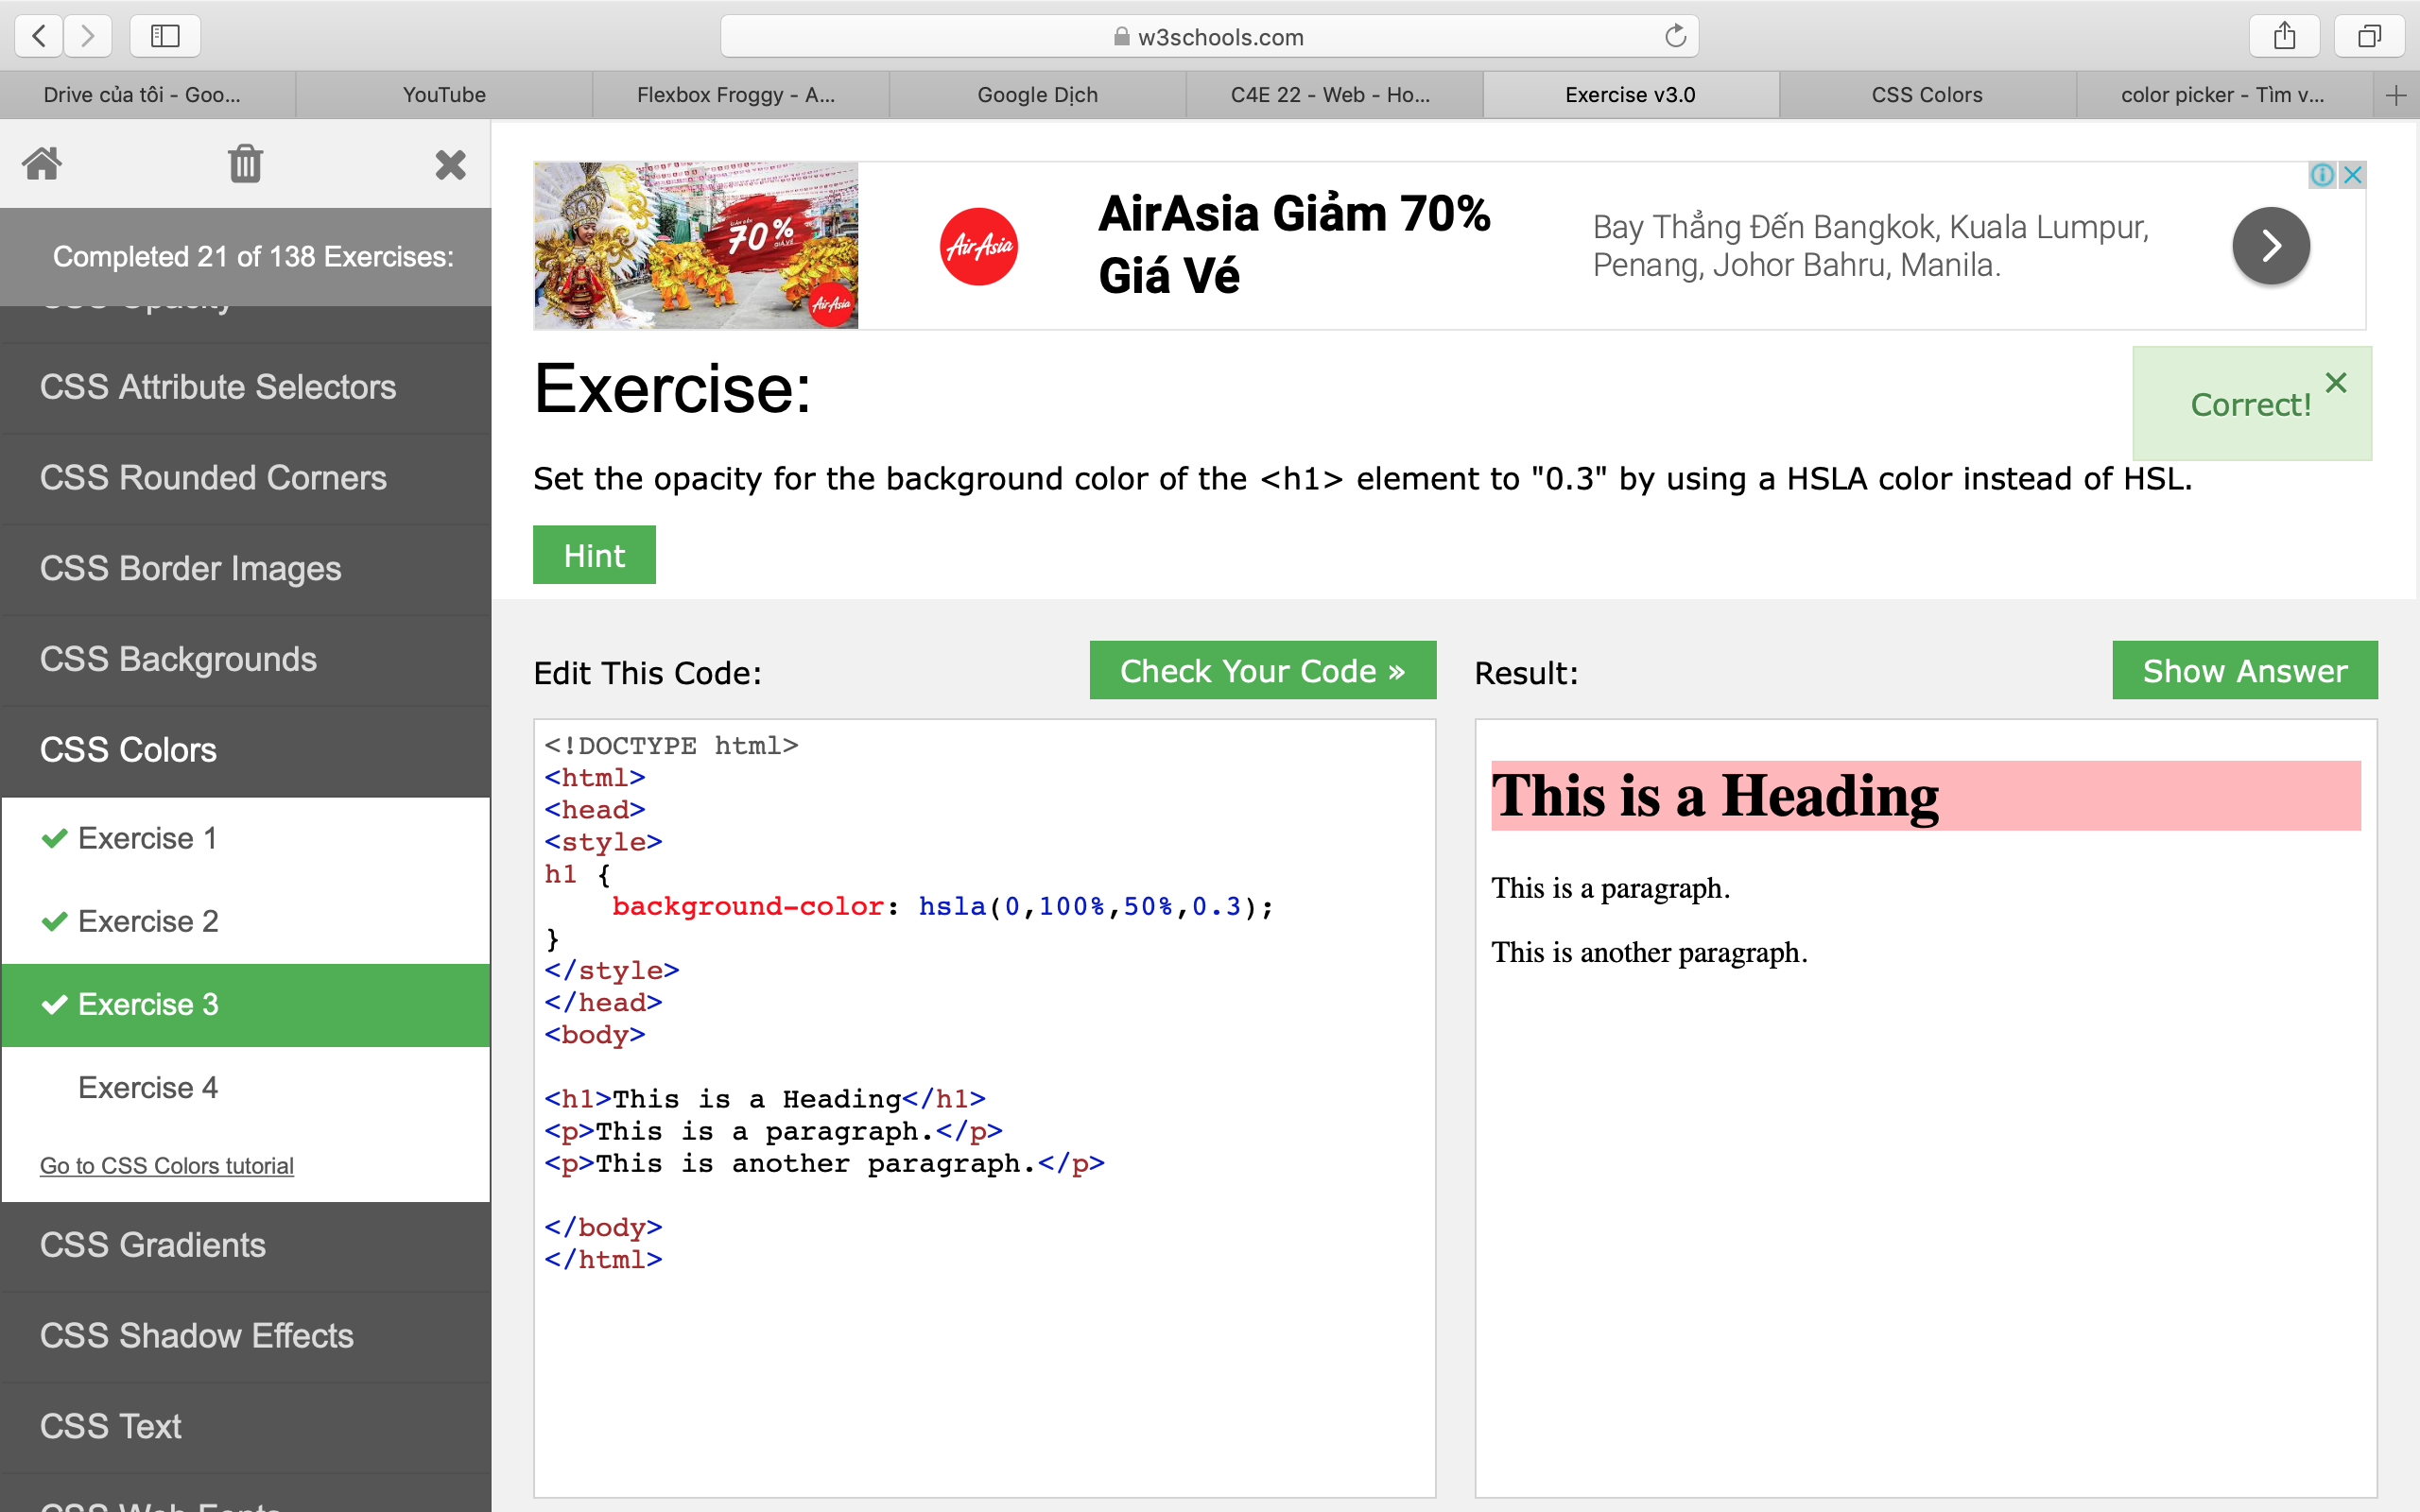 w3schools.com
Drive của tôi - Goo...
YouTube
Flexbox Froggy - A...
Google Dịch
C4E 22 - Web - Ho...
Exercise v3.0
CSS Colors
color picker - Tìm v...
Completed 21 of 138 Exercises:
CSS Opacity
CSS Attribute Selectors
CSS Rounded Corners
CSS Border Images
CSS Backgrounds
CSS Colors
Exercise 1
Exercise 2
Exercise 3
Exercise 4
Go to CSS Colors tutorial
CSS Gradients
CSS Shadow Effects
CSS Text
CSS Web Fonts
70%
AirAsia
AirAsia
AirAsia Giảm 70%
Giá Vé
Bay Thẳng Đến Bangkok, Kuala Lumpur,
Penang, Johor Bahru, Manila.
Exercise:
Correct!
Set the opacity for the background color of the <h1> element to "0.3" by using a HSLA color instead of HSL.
Hint
Edit This Code:
Check Your Code »
<!DOCTYPE html>
<html>
<head>
<style>
h1 {
    background-color: hsla(0,100%,50%,0.3);
}
</style>
</head>
<body>
<h1>This is a Heading</h1>
<p>This is a paragraph.</p>
<p>This is another paragraph.</p>
</body>
</html>
Result:
Show Answer
This is a Heading
This is a paragraph.
This is another paragraph.